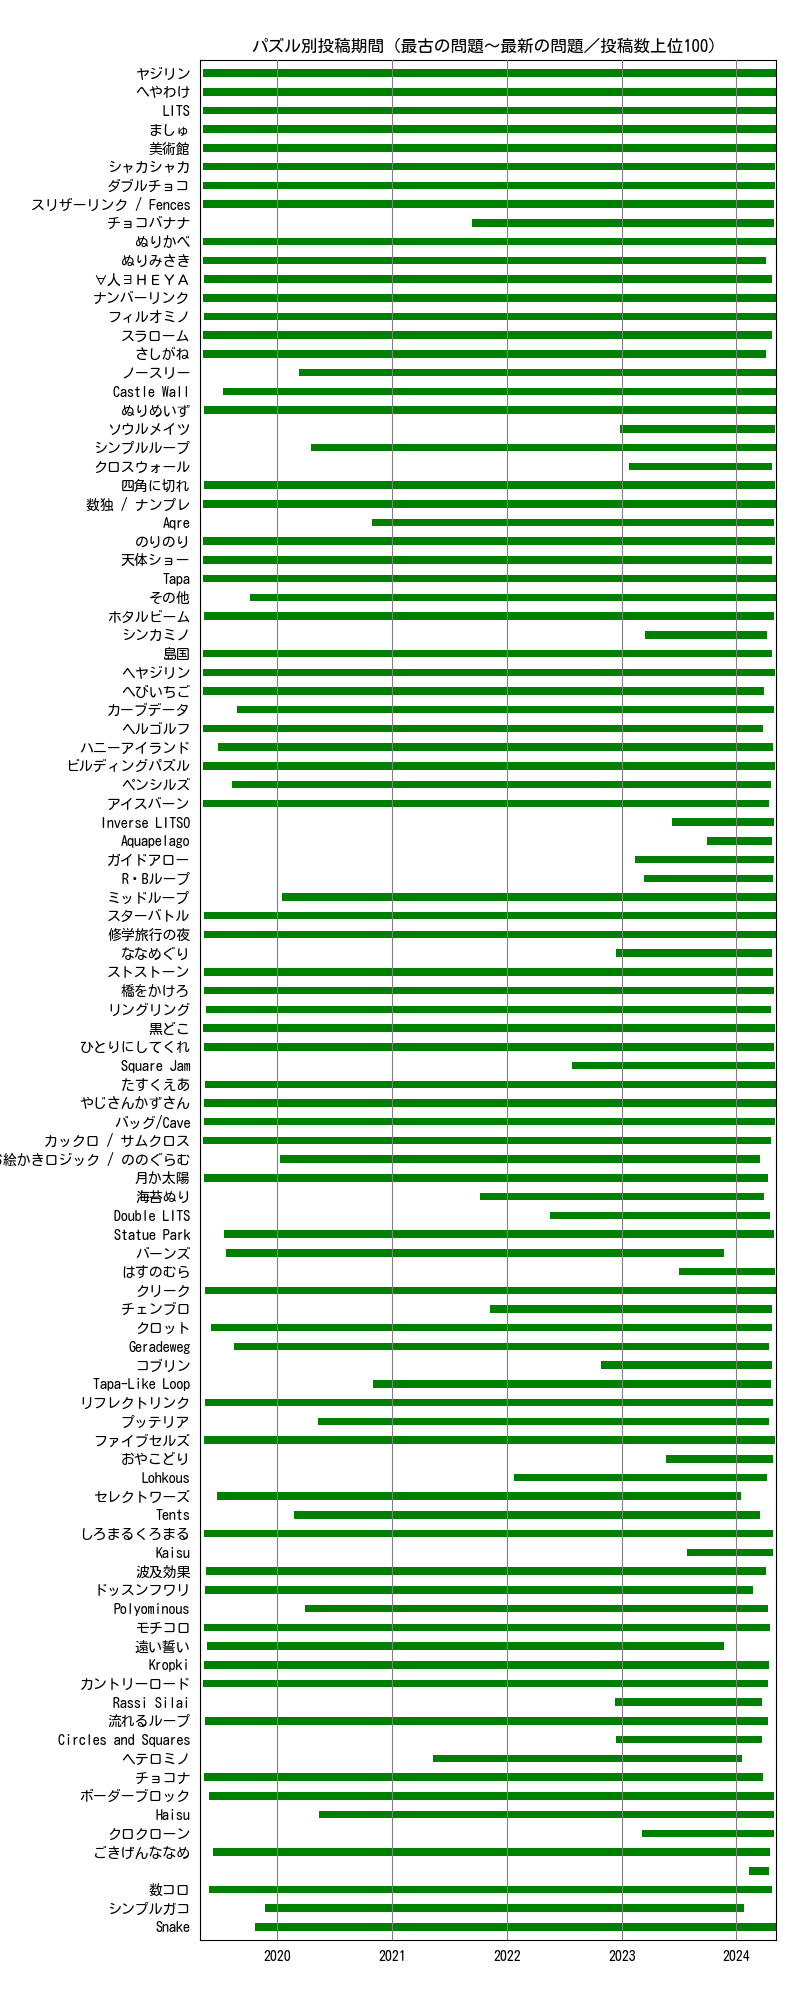 パズル別投稿期間（最古の問題～最新の問題／投稿数上位100）
ヤジリン
へやわけ
LITS
ましゅ
美術館
シャカシャカ
ダブルチョコ
スリザーリンク / Fences
チョコバナナ
ぬりかべ
ぬりみさき
∀人∃ＨＥＹＡ
ナンバーリンク
フィルオミノ
スラローム
さしがね
ノースリー
Castle Wall
ぬりめいず
ソウルメイツ
シンプルループ
クロスウォール
四角に切れ
数独 / ナンプレ
Aqre
のりのり
天体ショー
Tapa
その他
ホタルビーム
シンカミノ
島国
ヘヤジリン
へびいちご
カーブデータ
ヘルゴルフ
ハニーアイランド
ビルディングパズル
ペンシルズ
アイスバーン
Inverse LITSO
Aquapelago
ガイドアロー
R・Bループ
ミッドループ
スターバトル
修学旅行の夜
ななめぐり
ストストーン
橋をかけろ
リングリング
黒どこ
ひとりにしてくれ
Square Jam
たすくえあ
やじさんかずさん
バッグ/Cave
カックロ / サムクロス
絵かきロジック / ののぐらむ
月か太陽
海苔ぬり
Double LITS
Statue Park
バーンズ
はすのむら
クリーク
チェンブロ
クロット
Geradeweg
コブリン
Tapa-Like Loop
リフレクトリンク
プッテリア
ファイブセルズ
おやこどり
Lohkous
セレクトワーズ
Tents
しろまるくろまる
Kaisu
波及効果
ドッスンフワリ
Polyominous
モチコロ
遠い誓い
Kropki
カントリーロード
Rassi Silai
流れるループ
Circles and Squares
ヘテロミノ
チョコナ
ボーダーブロック
Haisu
クロクローン
ごきげんななめ
数コロ
シンプルガコ
Snake
2020 2021 2022 2023 2024